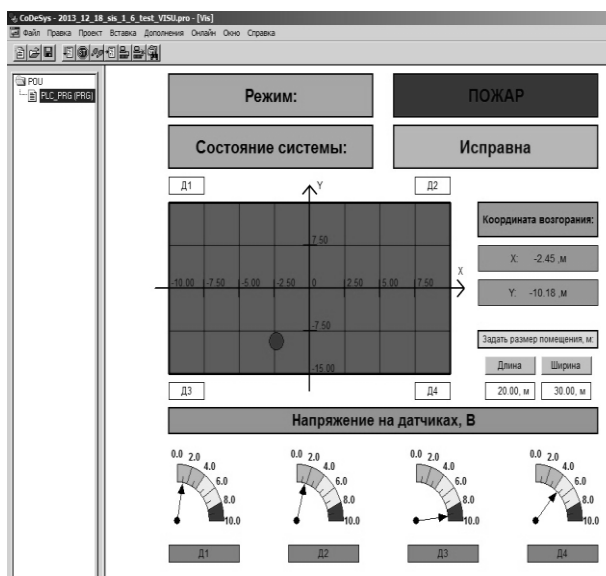 CoDeSys - 2013_12_18_sis_1_6_test_VISU.pro - [Vis]
Файл Правка Проект Вставка Дополнения Онлайн Окно Справка
POU
PLC_PRG (PRG)
Режим:
ПОЖАР
Состояние системы:
Исправна
Д1
Y
Д2
7.50
Координата возгорания:
X: -2.45 ,м
X
-10.00 -7.50 -5.00 -2.50 0 2.50 5.00 7.50
Y: -10.18 ,м
-7.50
Задать размер помещения, м:
-15.00
Длина Ширина
Д3
Д4
20.00, м 30.00, м
Напряжение на датчиках, В
0.0 2.0 4.0 6.0 8.0 10.0
0.0 2.0 4.0 6.0 8.0 10.0
0.0 2.0 4.0 6.0 8.0 10.0
0.0 2.0 4.0 6.0 8.0 10.0
Д1 Д2 Д3 Д4